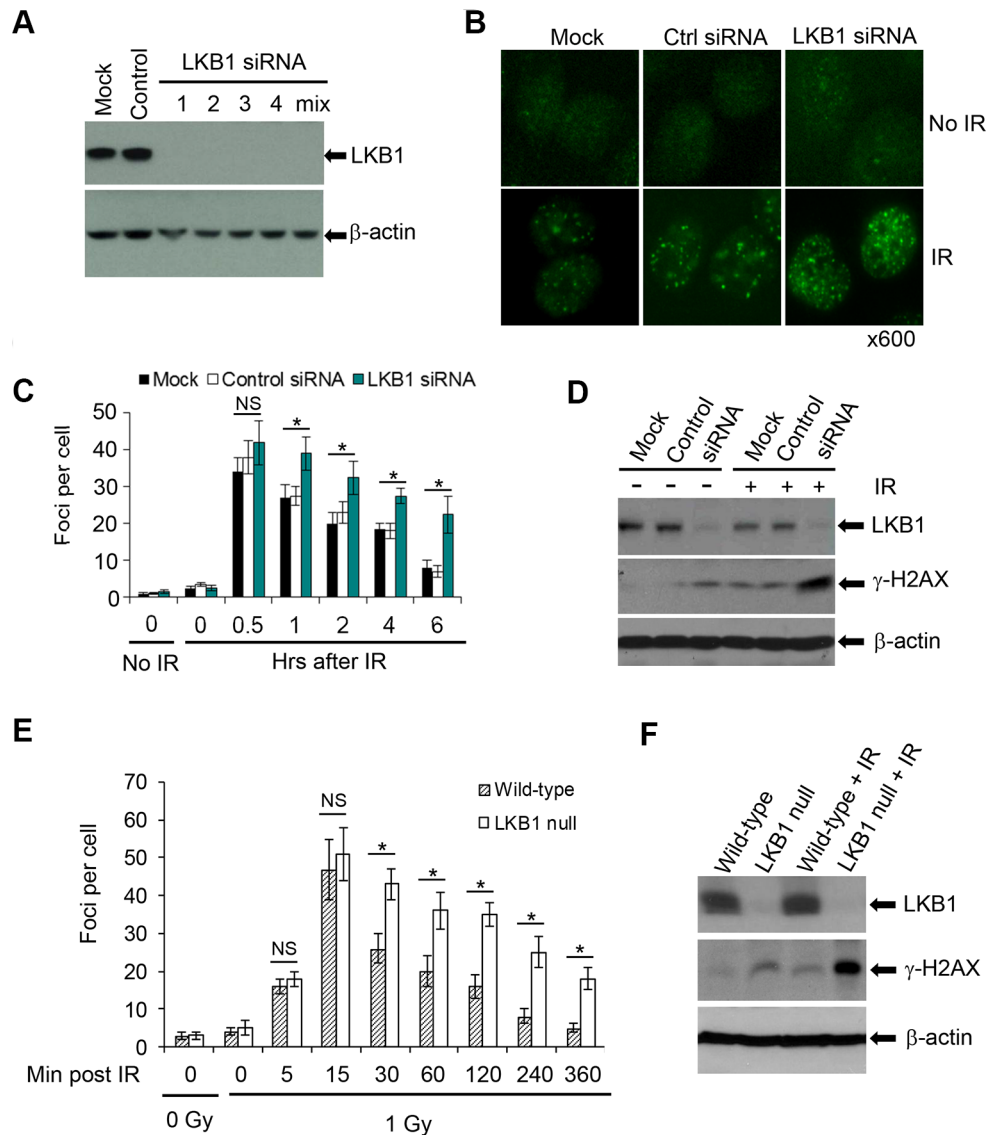 A
LKB1 siRNA
Mock
Control
1 2 3 4 mix
LKB1
β-actin
B
Mock Ctrl siRNA LKB1 siRNA
No IR
IR
x600
C
Mock Control siRNA LKB1 siRNA
Foci per cell
50
40
30
20
10
0
NS
*
*
*
*
0 0 0.5 1 2 4 6
No IR Hrs after IR
D
Mock
Control
siRNA
Mock
Control
siRNA
- - - + + + IR
LKB1
γ-H2AX
β-actin
E
Wild-type
LKB1 null
Foci per cell
70
60
50
40
30
20
10
0
NS
NS
*
*
*
*
*
Min post IR 0 0 5 15 30 60 120 240 360
0 Gy 1 Gy
F
Wild-type
LKB1 null
Wild-type + IR
LKB1 null + IR
LKB1
γ-H2AX
β-actin